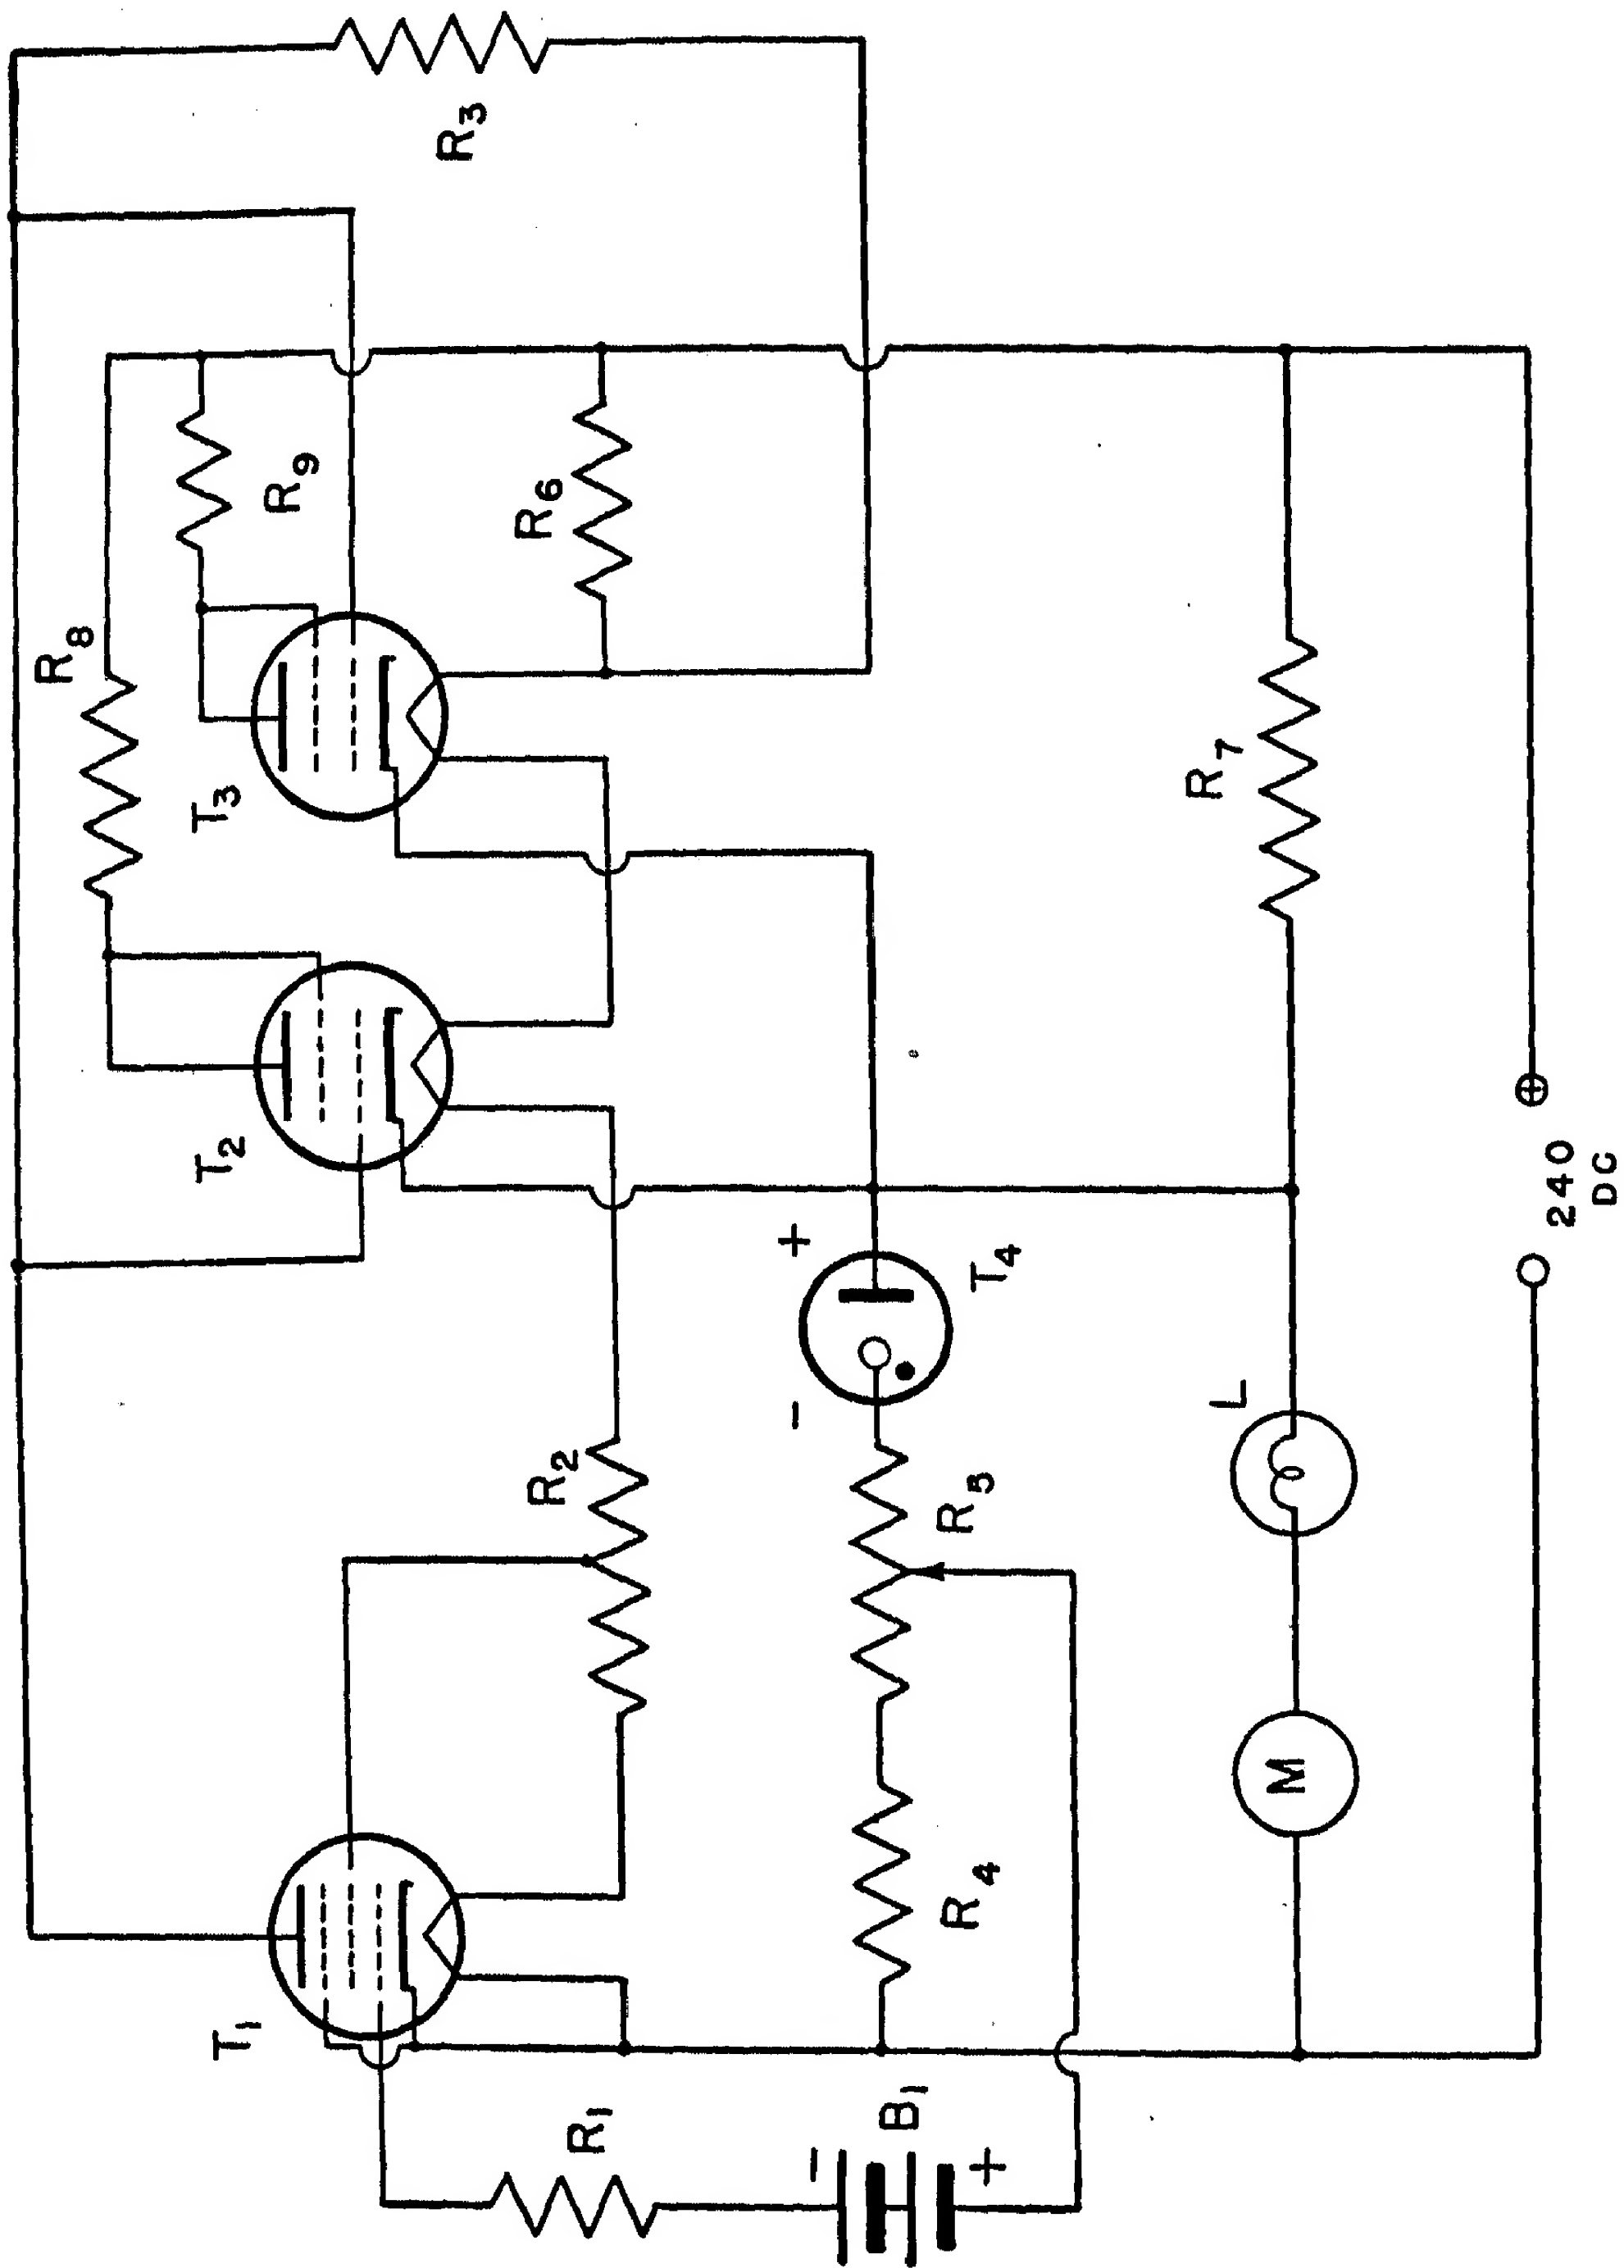 R3
R8
R9
R6
T3
T2
R7
+
T4
-
R2
R5
L
⊕
240
DC
T1
R4
M
R1
-
B1
+